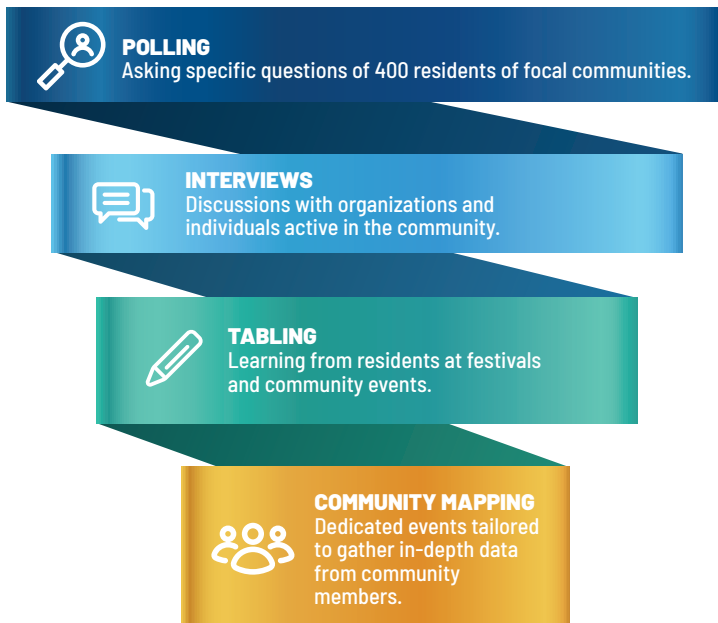 POLLING
Asking specific questions of 400 residents of focal communities.
INTERVIEWS
Discussions with organizations and
individuals active in the community.
TABLING
Learning from residents at festivals
and community events.
COMMUNITY MAPPING
Dedicated events tailored
to gather in-depth data
from community
members.